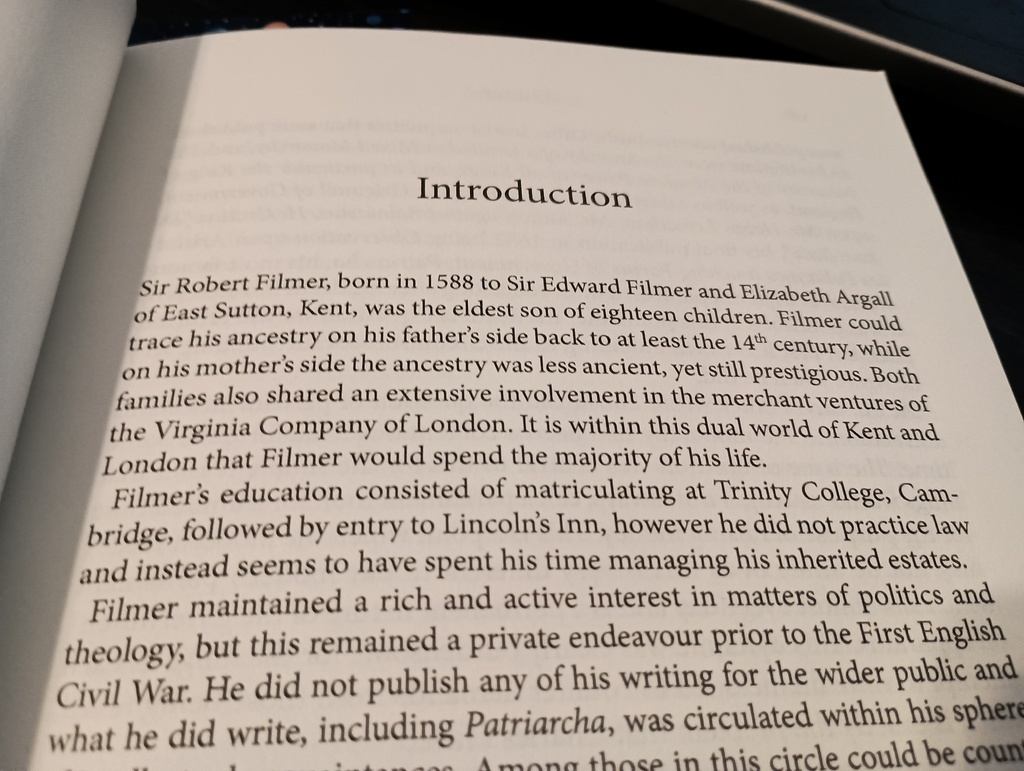 Introduction
Sir Robert Filmer, born in 1588 to Sir Edward Filmer and Elizabeth Argall
of East Sutton, Kent, was the eldest son of eighteen children. Filmer could
trace his ancestry on his father’s side back to at least the 14th century, while
on his mother’s side the ancestry was less ancient, yet still prestigious. Both
families also shared an extensive involvement in the merchant ventures of
the Virginia Company of London. It is within this dual world of Kent and
London that Filmer would spend the majority of his life.
Filmer’s education consisted of matriculating at Trinity College, Cam-
bridge, followed by entry to Lincoln’s Inn, however he did not practice law
and instead seems to have spent his time managing his inherited estates.
Filmer maintained a rich and active interest in matters of politics and
theology, but this remained a private endeavour prior to the First English
Civil War. He did not publish any of his writing for the wider public and
what he did write, including Patriarcha, was circulated within his sphere
Among those in this circle could be